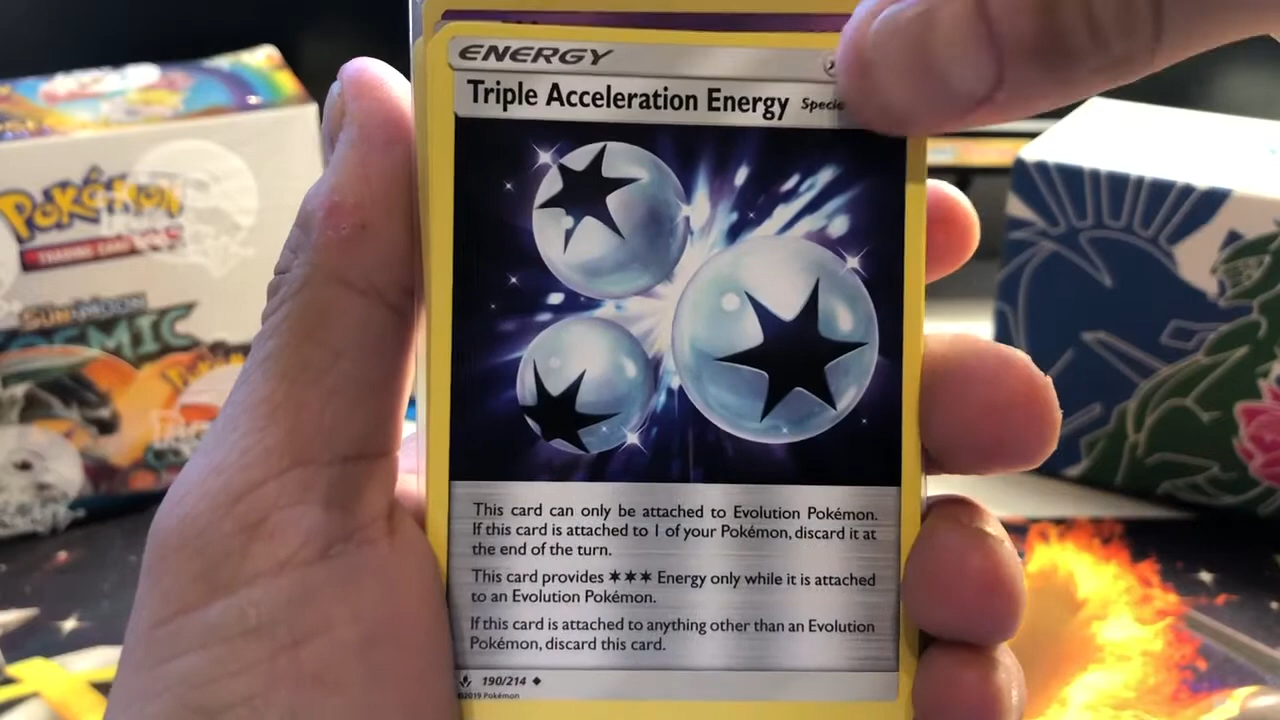 ENERGY
Triple Acceleration Energy
This card can only be attached to Evolution Pokémon.
If this card is attached to 1 of your Pokémon, discard it at
the end of the turn.
This card provides ✶✶✶ Energy only while it is attached
to an Evolution Pokémon.
If this card is attached to anything other than an Evolution
Pokémon, discard this card.
190/214 ◆
©2019 Pokémon
POKéMON
TRADING CARD
SUN & MOON